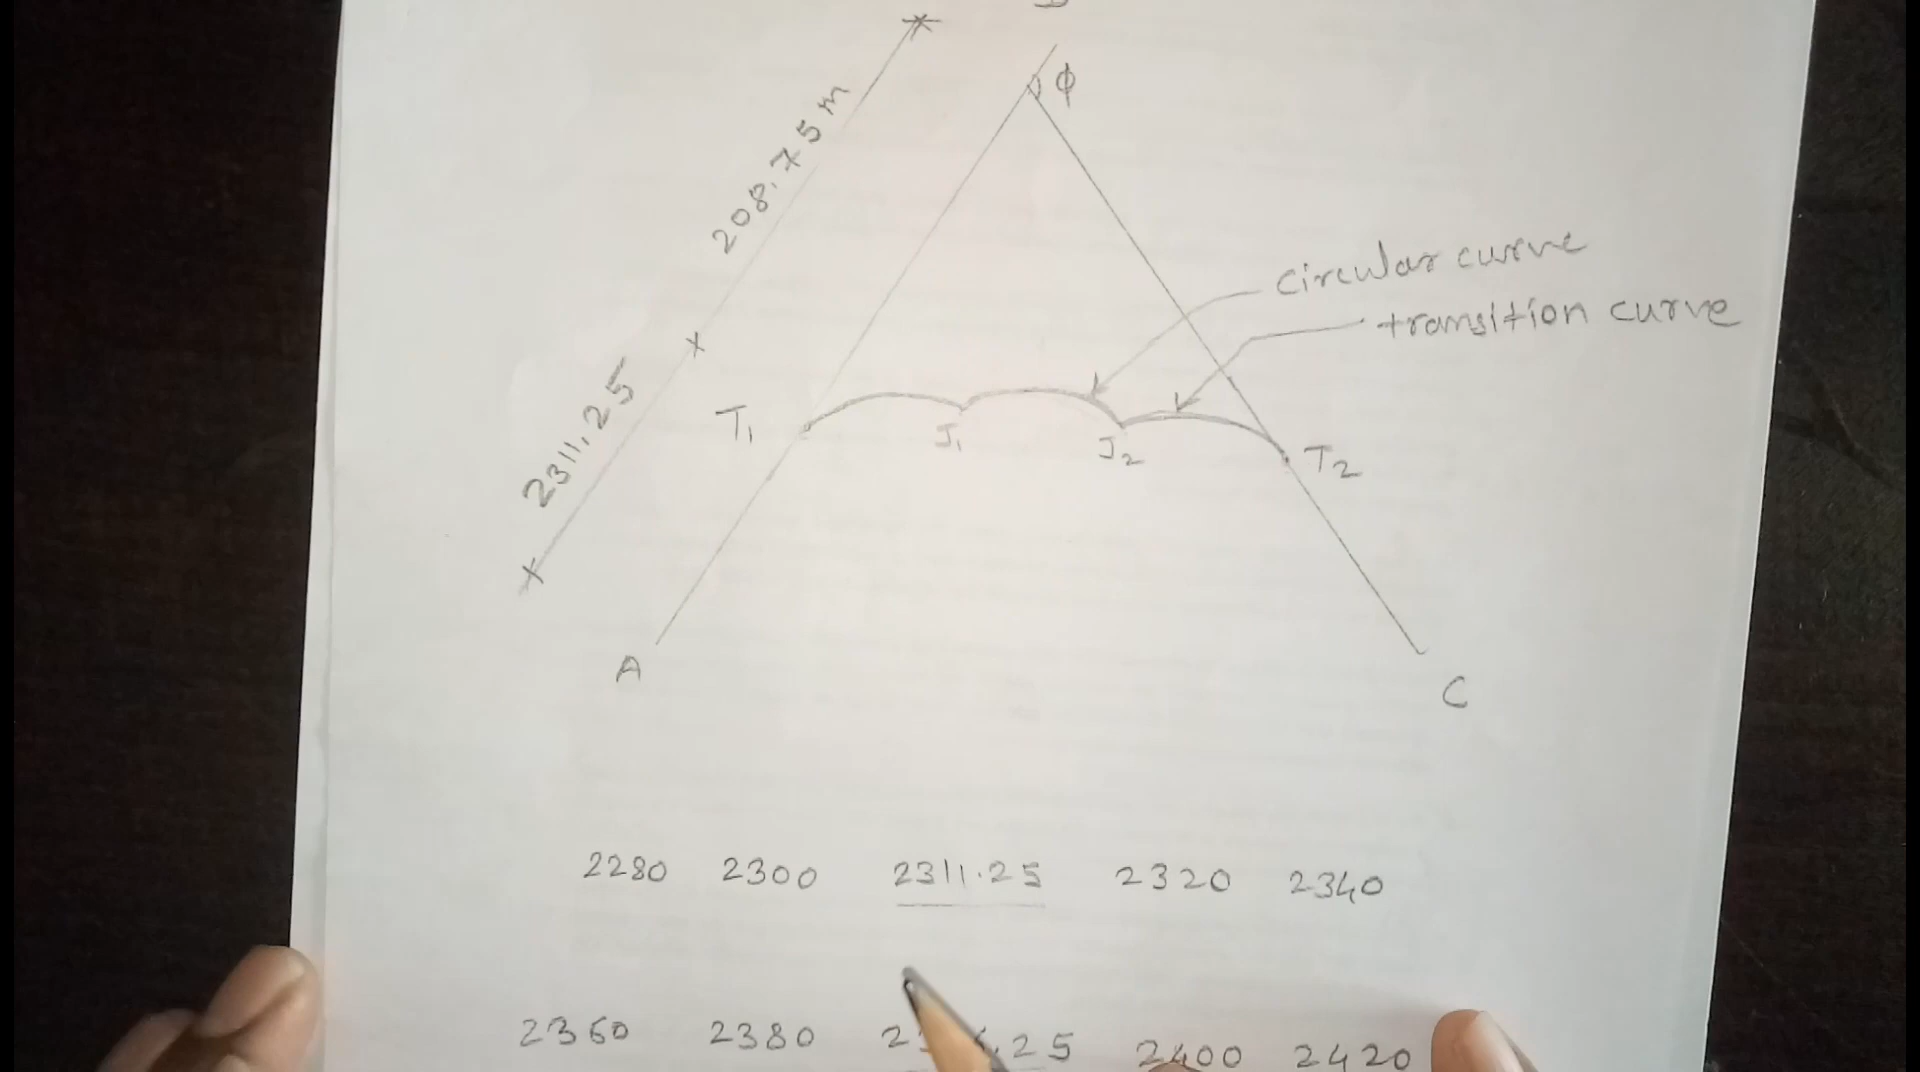 φ
208.75m
circular curve
transition curve
2311.25
T1
J1
J2
T2
A
C
2280 2300 2311.25 2320 2340
2360 2380 2400 2420